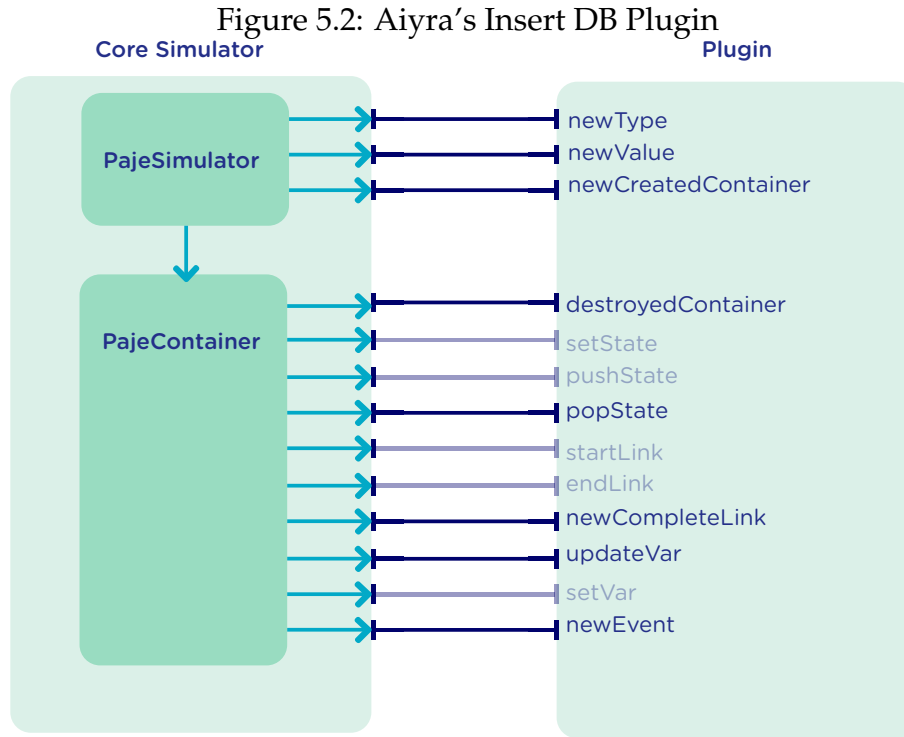 Figure 5.2: Aiyra's Insert DB Plugin
Core Simulator
Plugin
PajeSimulator
newType
newValue
newCreatedContainer
PajeContainer
destroyedContainer
setState
pushState
popState
startLink
endLink
newCompleteLink
updateVar
setVar
newEvent